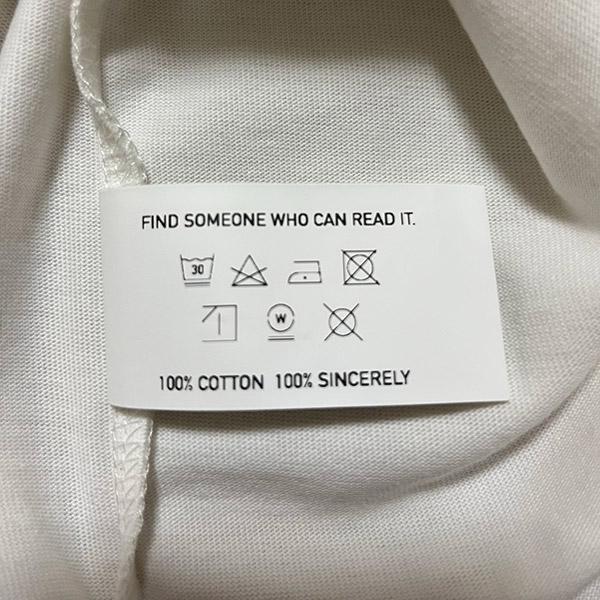 FIND SOMEONE WHO CAN READ IT.
30
W
100% COTTON 100% SINCERELY